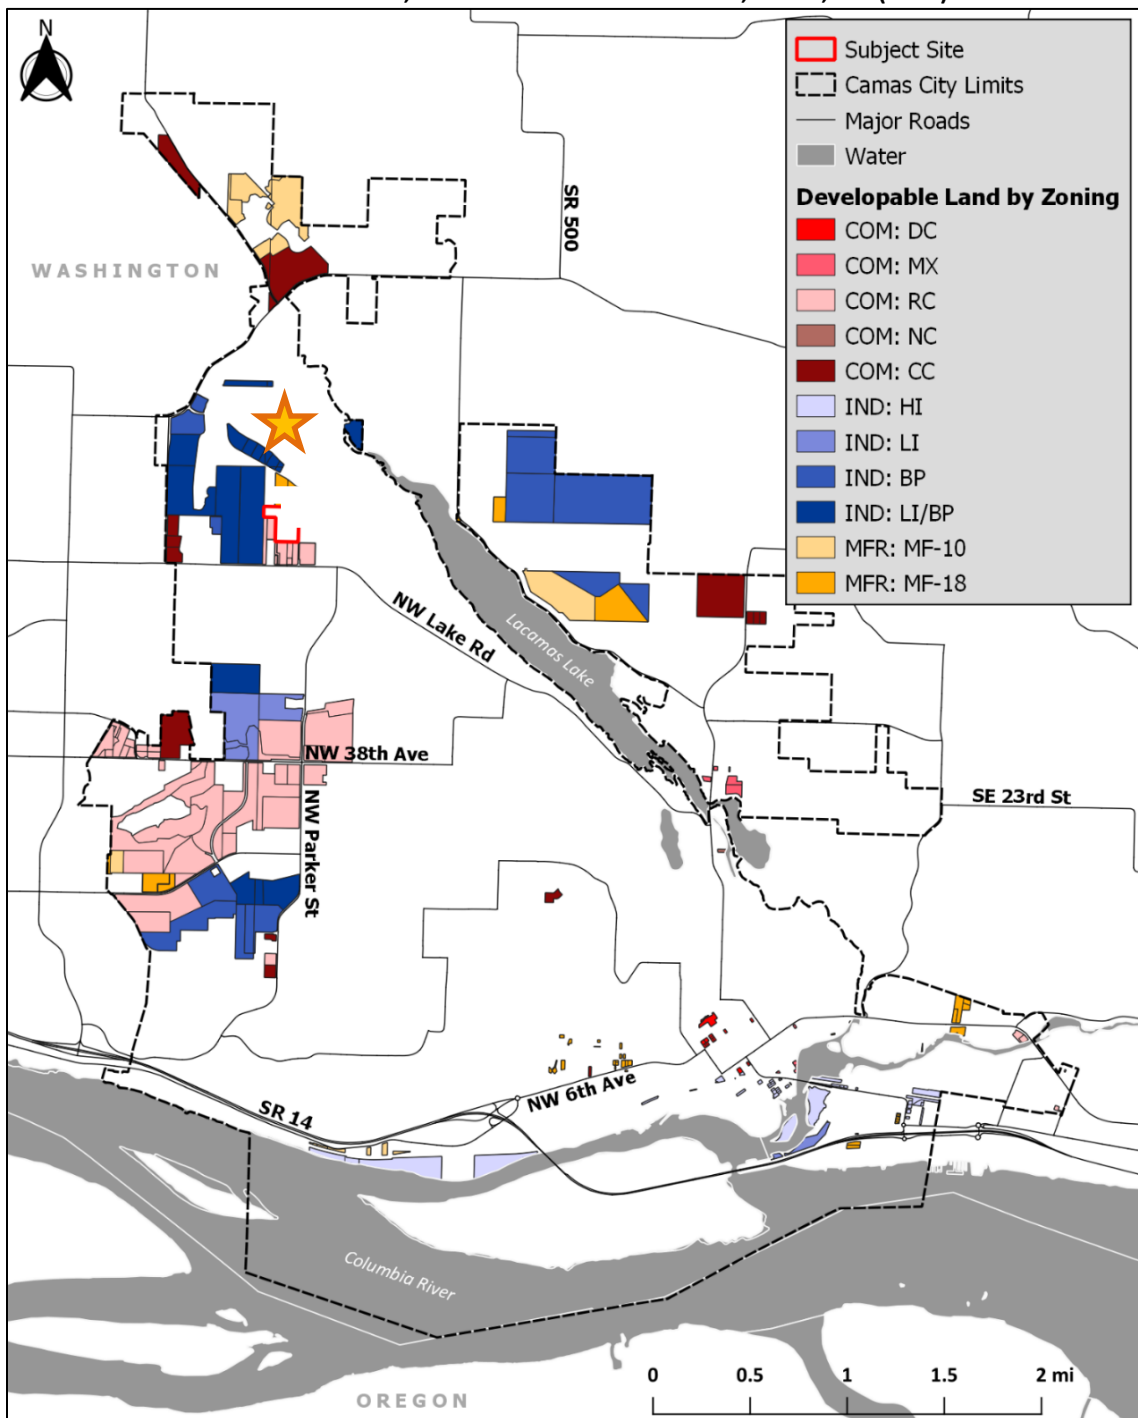 N
Subject Site
Camas City Limits
Major Roads
Water
Developable Land by Zoning
COM: DC
COM: MX
COM: RC
COM: NC
COM: CC
IND: HI
IND: LI
IND: BP
IND: LI/BP
MFR: MF-10
MFR: MF-18
WASHINGTON
SR 500
NW Lake Rd
Lacamas Lake
NW 38th Ave
NW Parker St
SE 23rd St
NW 6th Ave
SR 14
Columbia River
OREGON
0 0.5 1 1.5 2 mi